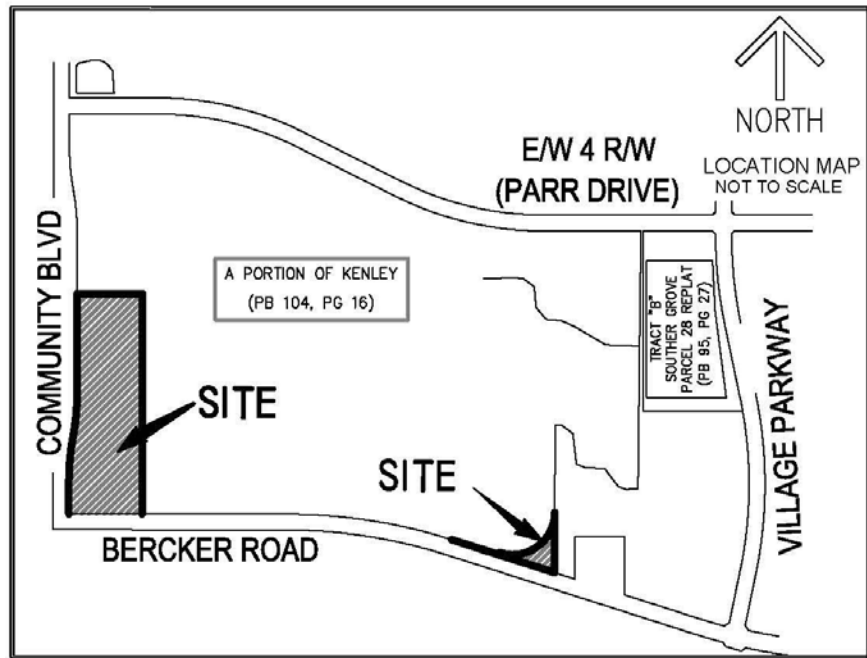 NORTH
LOCATION MAP
NOT TO SCALE
E/W 4 R/W
(PARR DRIVE)
COMMUNITY BLVD
A PORTION OF KENLEY
(PB 104, PG 16)
TRACT "B"
SOUTHER GROVE
PARCEL 28 REPLAT
(PB 95, PG 27)
VILLAGE PARKWAY
SITE
SITE
BERCKER ROAD